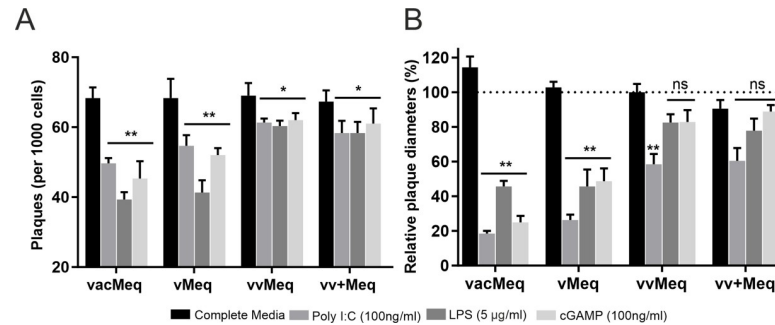 A
Plaques (per 1000 cells)
80
60
40
20
**
**
*
*
vacMeq vMeq vvMeq vv+Meq
B
Relative plaque diameters (%)
120
100
80
60
40
20
0
**
**
**
ns
ns
vacMeq vMeq vvMeq vv+Meq
Complete Media Poly I:C (100ng/ml) LPS (5 µg/ml) cGAMP (100ng/ml)